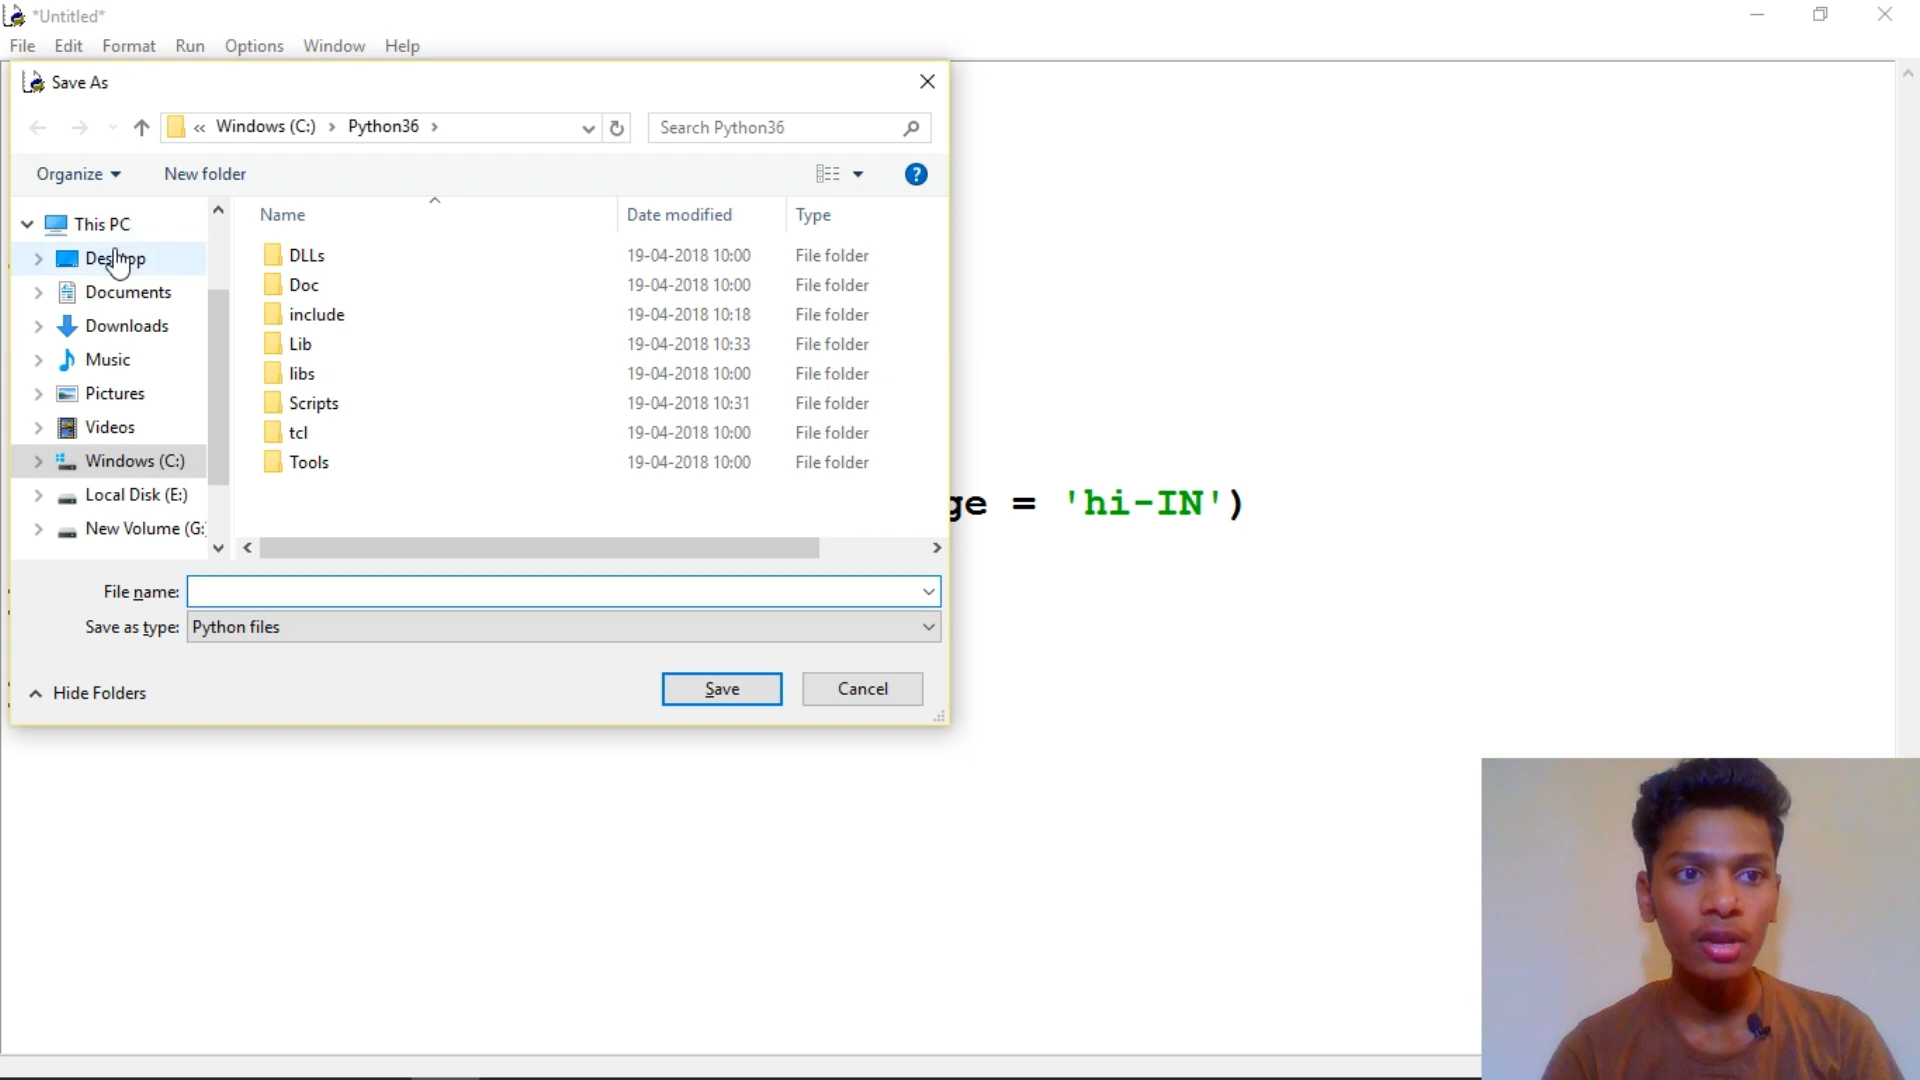 *Untitled*
File Edit Format Run Options Window Help
Save As
« Windows (C:) › Python36 ›
Search Python36
Organize
New folder
This PC
Desktop
Documents
Downloads
Music
Pictures
Videos
Windows (C:)
Local Disk (E:)
New Volume (G:
Name Date modified Type
DLLs 19-04-2018 10:00 File folder
Doc 19-04-2018 10:00 File folder
include 19-04-2018 10:18 File folder
Lib 19-04-2018 10:33 File folder
libs 19-04-2018 10:00 File folder
Scripts 19-04-2018 10:31 File folder
tcl 19-04-2018 10:00 File folder
Tools 19-04-2018 10:00 File folder
ge = 'hi-IN')
File name:
Save as type: Python files
Hide Folders
Save
Cancel